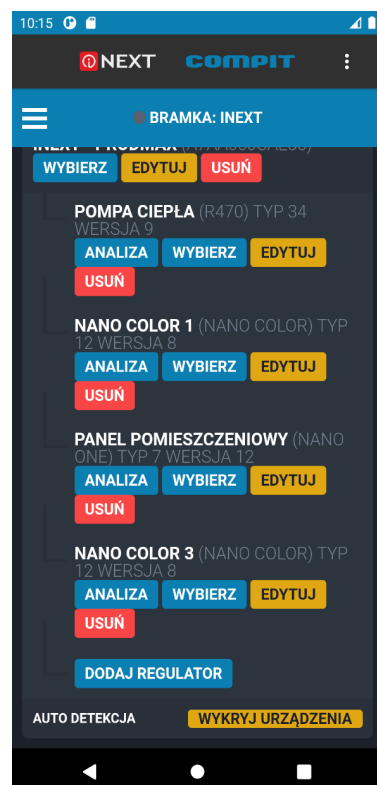 10:15
iNEXT COMPIT
BRAMKA: INEXT
WYBIERZ EDYTUJ USUŃ
POMPA CIEPŁA (R470) TYP 34
WERSJA 9
ANALIZA WYBIERZ EDYTUJ
USUŃ
NANO COLOR 1 (NANO COLOR) TYP
12 WERSJA 8
ANALIZA WYBIERZ EDYTUJ
USUŃ
PANEL POMIESZCZENIOWY (NANO
ONE) TYP 7 WERSJA 12
ANALIZA WYBIERZ EDYTUJ
USUŃ
NANO COLOR 3 (NANO COLOR) TYP
12 WERSJA 8
ANALIZA WYBIERZ EDYTUJ
USUŃ
DODAJ REGULATOR
AUTO DETEKCJA WYKRYJ URZĄDZENIA